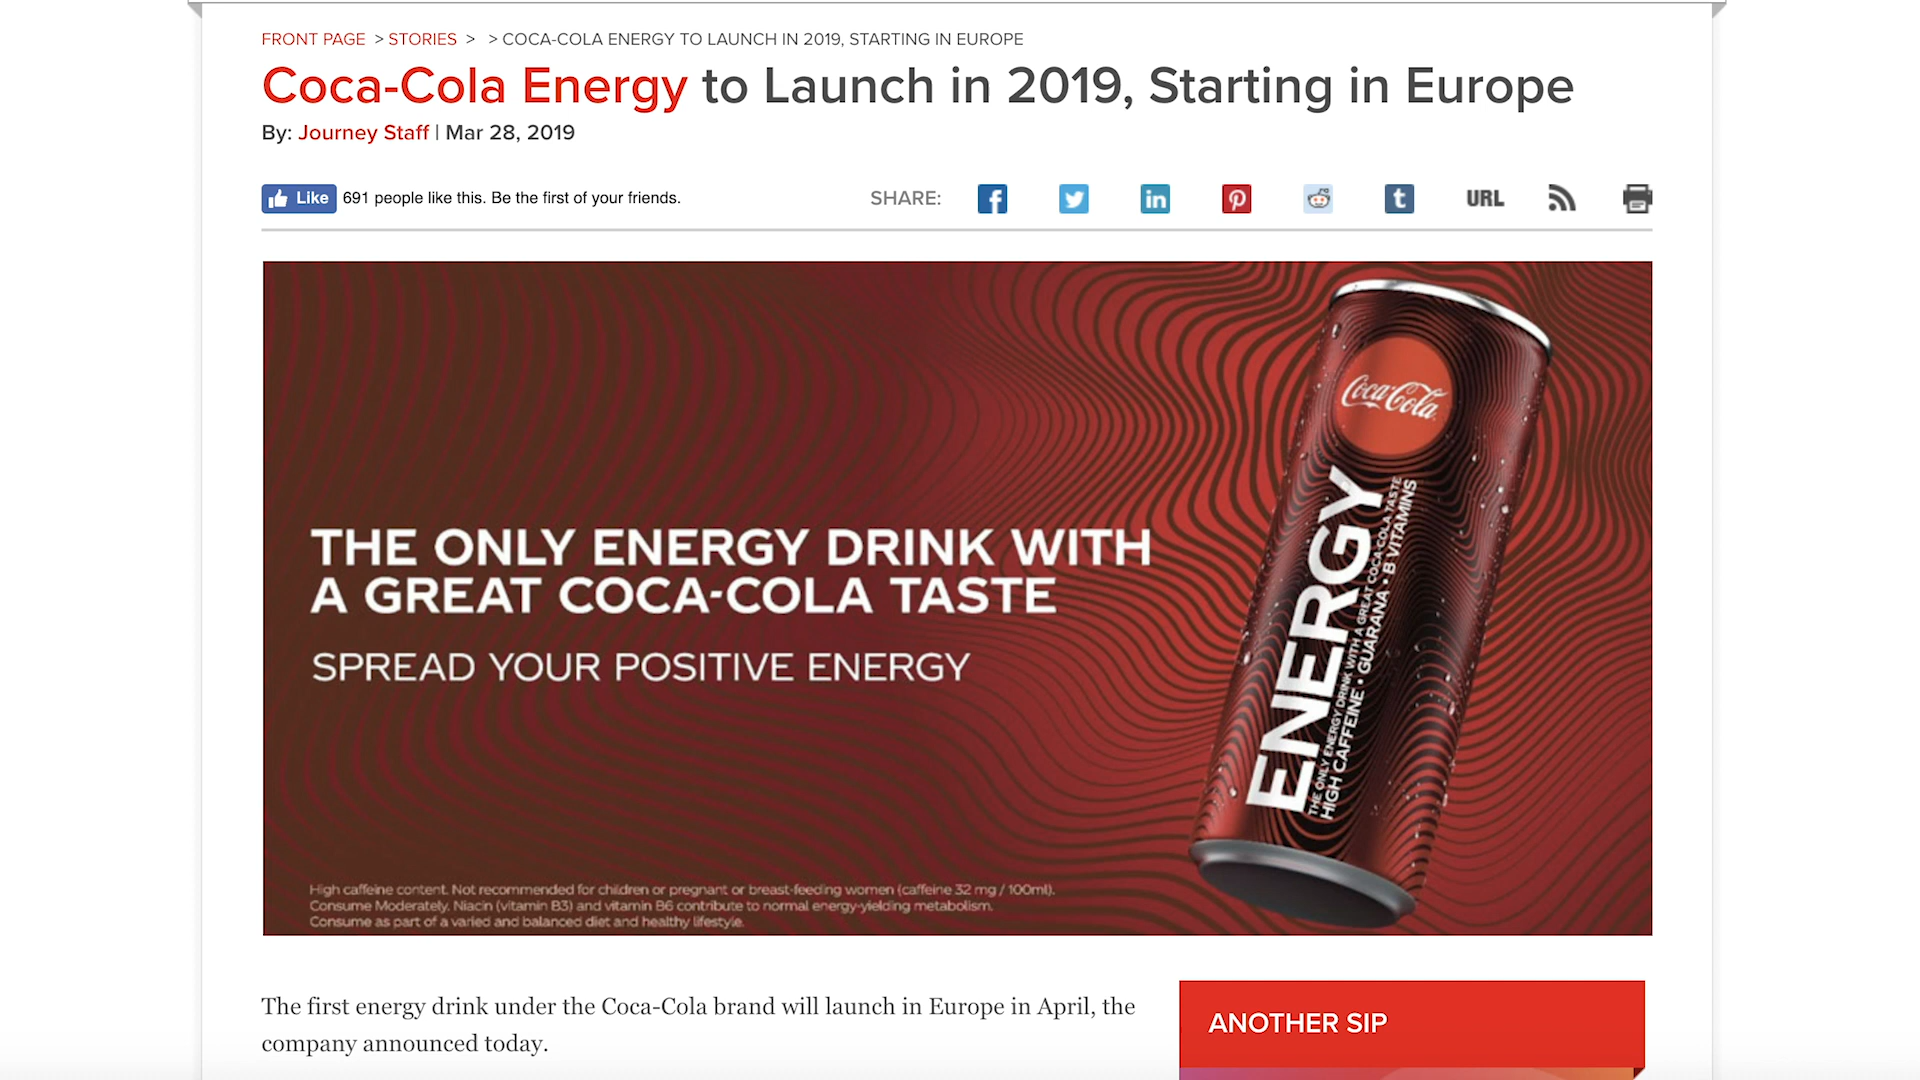 FRONT PAGE > STORIES > > COCA-COLA ENERGY TO LAUNCH IN 2019, STARTING IN EUROPE
Coca-Cola Energy to Launch in 2019, Starting in Europe
By: Journey Staff | Mar 28, 2019
Like 691 people like this. Be the first of your friends.
SHARE: URL
THE ONLY ENERGY DRINK WITH
A GREAT COCA-COLA TASTE
SPREAD YOUR POSITIVE ENERGY
Coca-Cola
ENERGY
THE ONLY ENERGY DRINK WITH A GREAT COCA-COLA TASTE
HIGH CAFFEINE • GUARANA • B VITAMINS
High caffeine content. Not recommended for children or pregnant or breast-feeding women (caffeine 32 mg / 100ml).
Consume Moderately. Niacin (vitamin B3) and vitamin B6 contribute to normal energy-yielding metabolism.
Consume as part of a varied and balanced diet and healthy lifestyle.
The first energy drink under the Coca-Cola brand will launch in Europe in April, the
company announced today.
ANOTHER SIP